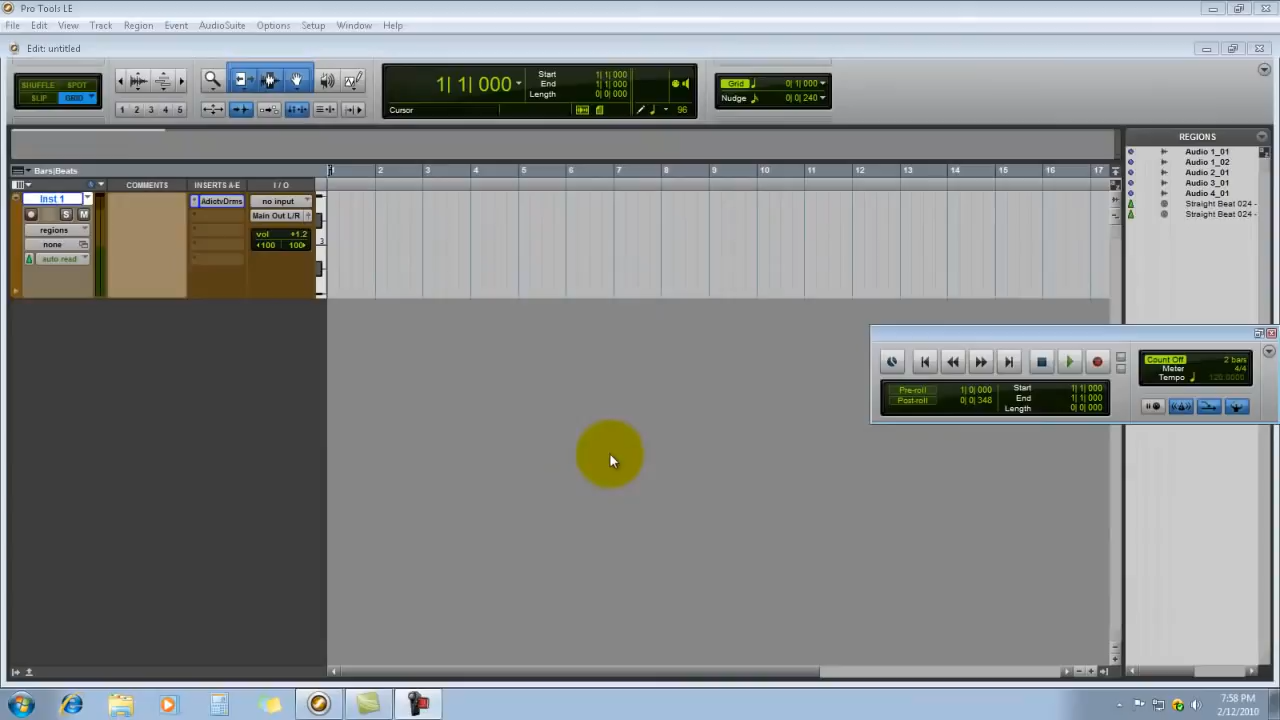 Pro Tools LE
File Edit View Track Region Event AudioSuite Options Setup Window Help
Edit: untitled
SHUFFLE SPOT
SLIP GRID
1 2 3 4 5
1| 1| 000
Start 1| 1| 000
End 1| 1| 000
Length 0| 0| 000
Cursor
96
Grid 0| 1| 000
Nudge 0| 0| 240
REGIONS
Audio 1_01
Audio 1_02
Audio 2_01
Audio 3_01
Audio 4_01
Straight Beat 024 -
Straight Beat 024 -
Bars|Beats
2 3 4 5 6 7 8 9 10 11 12 13 14 15 16 17
COMMENTS INSERTS A-E I / O
Inst 1
S M
regions
none
auto read
AdictvDrms
no input
Main Out L/R
vol +1.2
100 100
3
Pre-roll 1| 0| 000
Post-roll 0| 0| 348
Start 1| 1| 000
End 1| 1| 000
Length 0| 0| 000
Count Off 2 bars
Meter 4/4
Tempo 120.0000
7:58 PM
2/12/2010